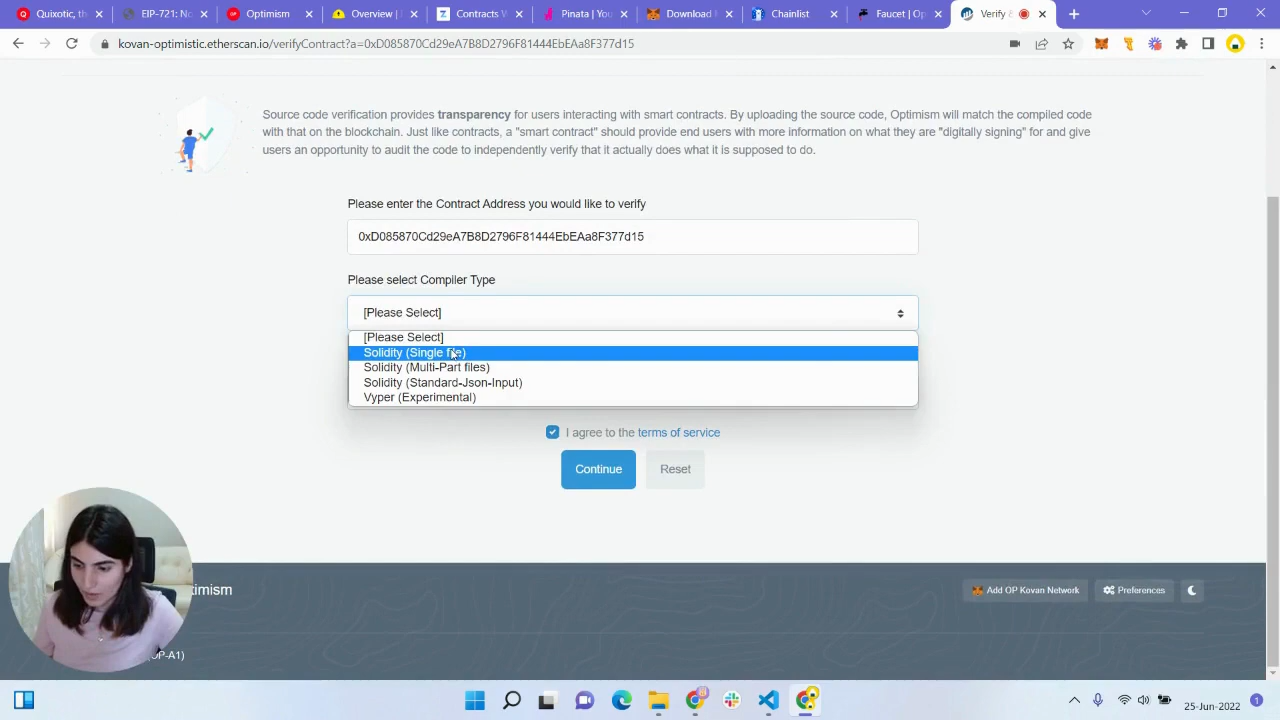 Quixotic, th
EIP-721: No
Optimism
Overview |
Contracts W
Pinata | You
Download M
Chainlist
Faucet | Op
Verify &
kovan-optimistic.etherscan.io/verifyContract?a=0xD085870Cd29eA7B8D2796F81444EbEAa8F377d15
Source code verification provides transparency for users interacting with smart contracts. By uploading the source code, Optimism will match the compiled code
with that on the blockchain. Just like contracts, a "smart contract" should provide end users with more information on what they are "digitally signing" for and give
users an opportunity to audit the code to independently verify that it actually does what it is supposed to do.
Please enter the Contract Address you would like to verify
0xD085870Cd29eA7B8D2796F81444EbEAa8F377d15
Please select Compiler Type
[Please Select]
[Please Select]
Solidity (Single file)
Solidity (Multi-Part files)
Solidity (Standard-Json-Input)
Vyper (Experimental)
I agree to the terms of service
Continue
Reset
timism
Add OP Kovan Network
Preferences
OP-A1)
25-Jun-2022
1